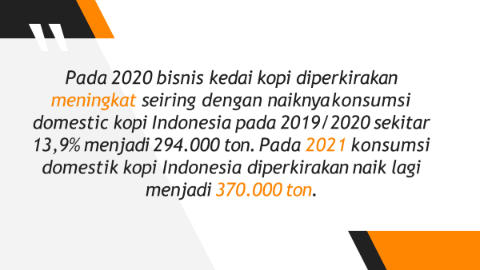 Pada 2020 bisnis kedai kopi diperkirakan
meningkat seiring dengan naiknya konsumsi
domestic kopi Indonesia pada 2019/2020 sekitar
13,9% menjadi 294.000 ton. Pada 2021 konsumsi
domestik kopi Indonesia diperkirakan naik lagi
menjadi 370.000 ton.